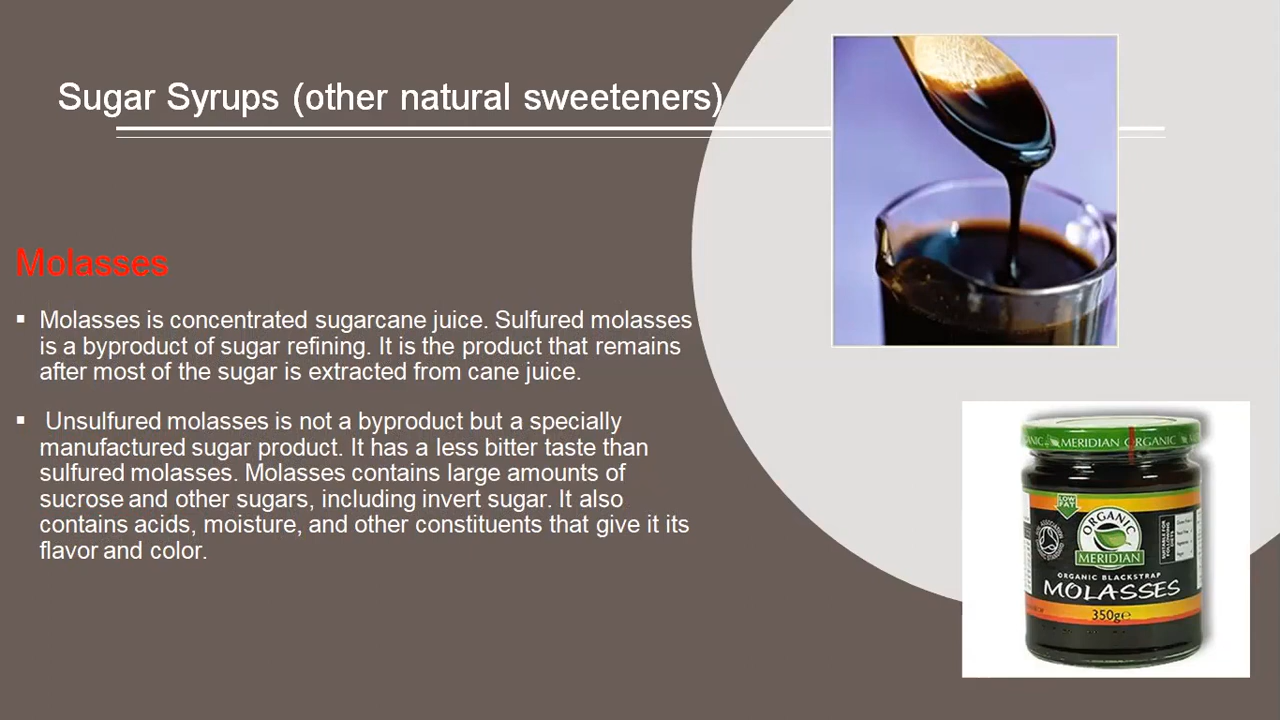 Sugar Syrups (other natural sweeteners)
Molasses
▪ Molasses is concentrated sugarcane juice. Sulfured molasses
is a byproduct of sugar refining. It is the product that remains
after most of the sugar is extracted from cane juice.
▪ Unsulfured molasses is not a byproduct but a specially
manufactured sugar product. It has a less bitter taste than
sulfured molasses. Molasses contains large amounts of
sucrose and other sugars, including invert sugar. It also
contains acids, moisture, and other constituents that give it its
flavor and color.
MERIDIAN ORGANIC
LOW
FAT
ORGANIC
MERIDIAN
ORGANIC BLACKSTRAP
MOLASSES
350g℮